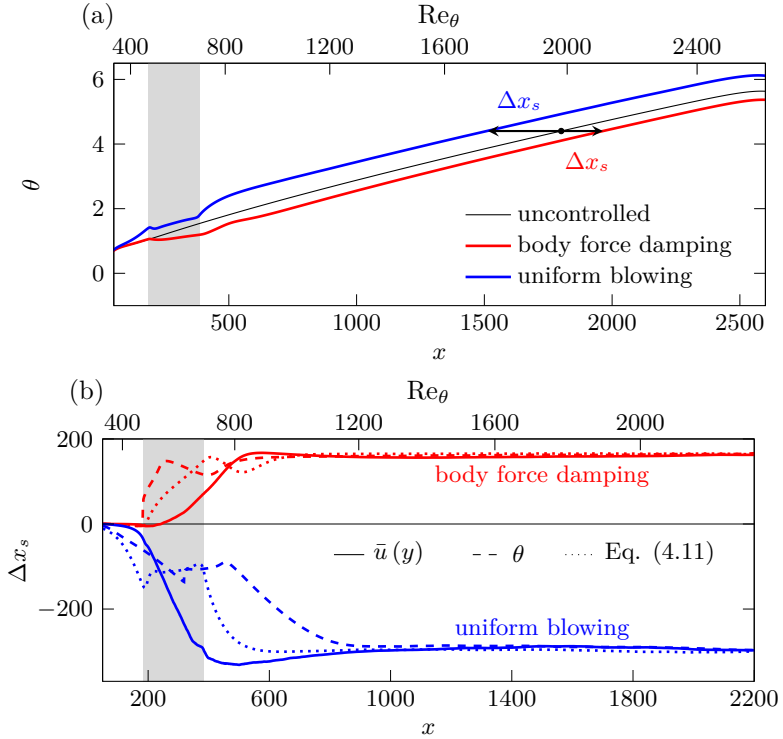 (a)
Re_θ
400 800 1200 1600 2000 2600
6
4
2
0
θ
Δx_s
Δx_s
uncontrolled
body force damping
uniform blowing
500 1000 1500 2000 2500
x
(b)
Re_θ
400 800 1200 1600 2000
200
0
−200
Δx_s
body force damping
ū (y) θ Eq. (4.11)
uniform blowing
200 600 1000 1400 1800 2200
x